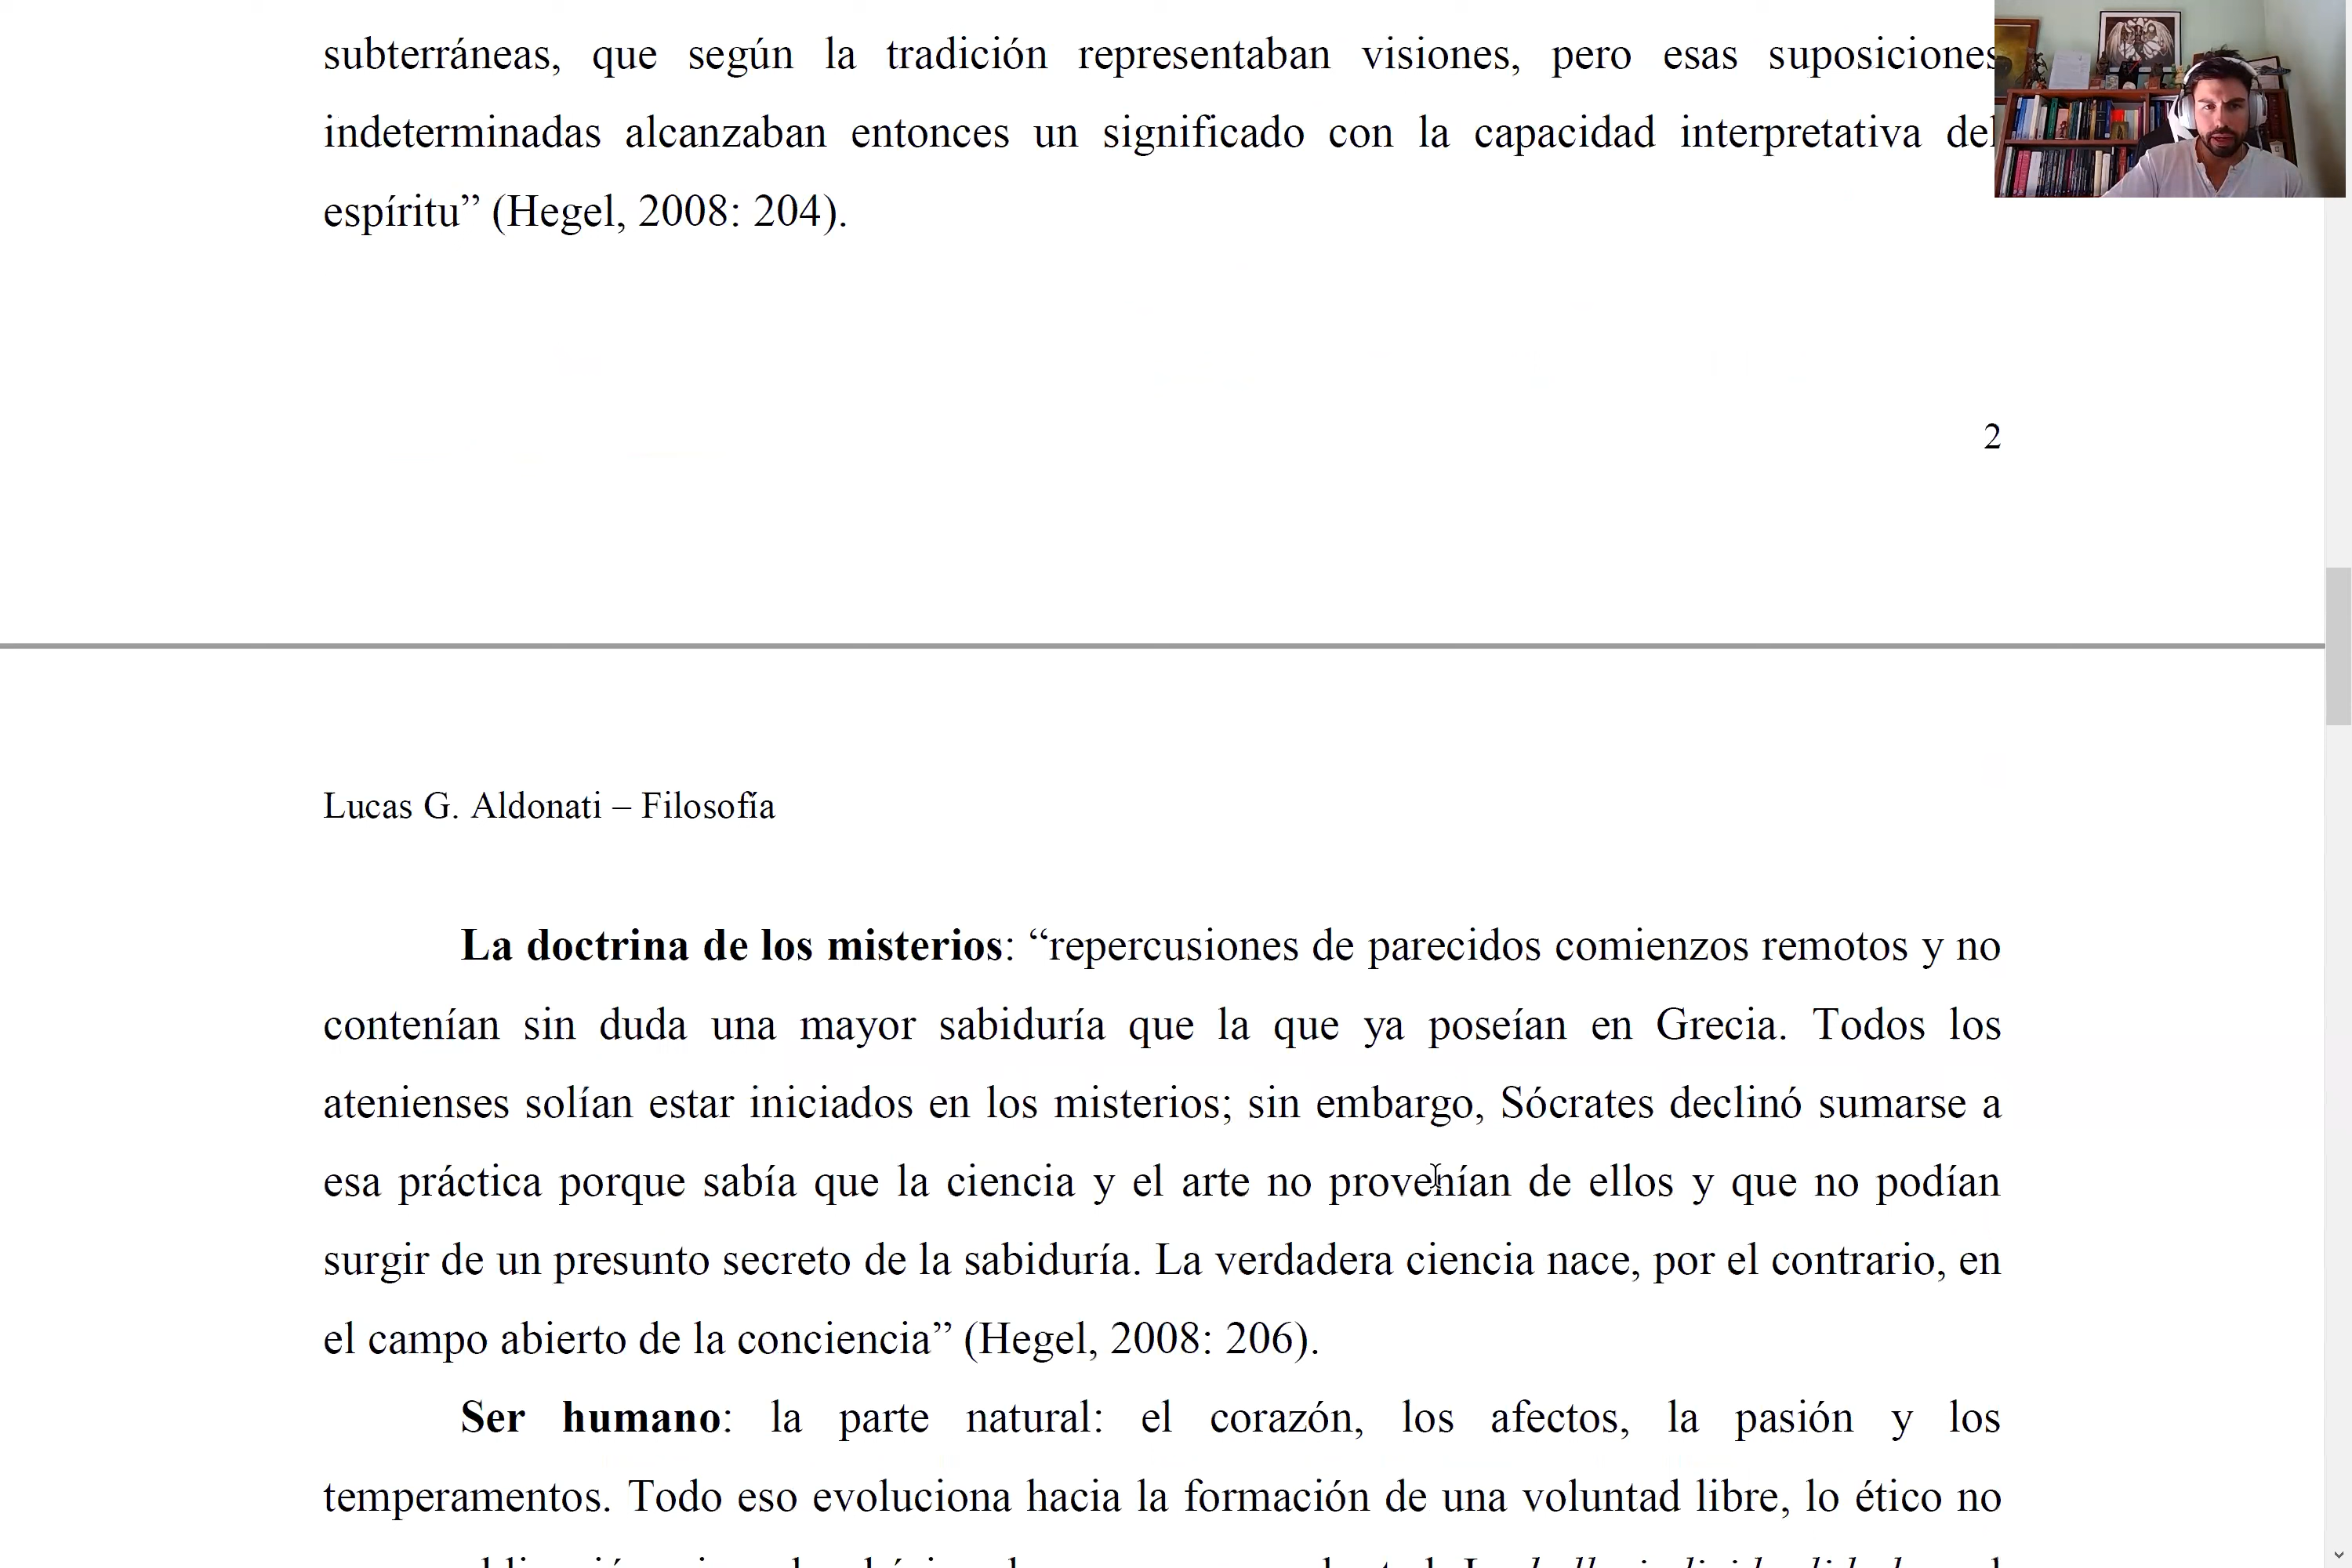 subterráneas, que según la tradición representaban visiones, pero esas suposiciones
indeterminadas alcanzaban entonces un significado con la capacidad interpretativa del
espíritu” (Hegel, 2008: 204).
2
Lucas G. Aldonati – Filosofía
La doctrina de los misterios: “repercusiones de parecidos comienzos remotos y no
contenían sin duda una mayor sabiduría que la que ya poseían en Grecia. Todos los
atenienses solían estar iniciados en los misterios; sin embargo, Sócrates declinó sumarse a
esa práctica porque sabía que la ciencia y el arte no provenían de ellos y que no podían
surgir de un presunto secreto de la sabiduría. La verdadera ciencia nace, por el contrario, en
el campo abierto de la conciencia” (Hegel, 2008: 206).
Ser humano: la parte natural: el corazón, los afectos, la pasión y los
temperamentos. Todo eso evoluciona hacia la formación de una voluntad libre, lo ético no